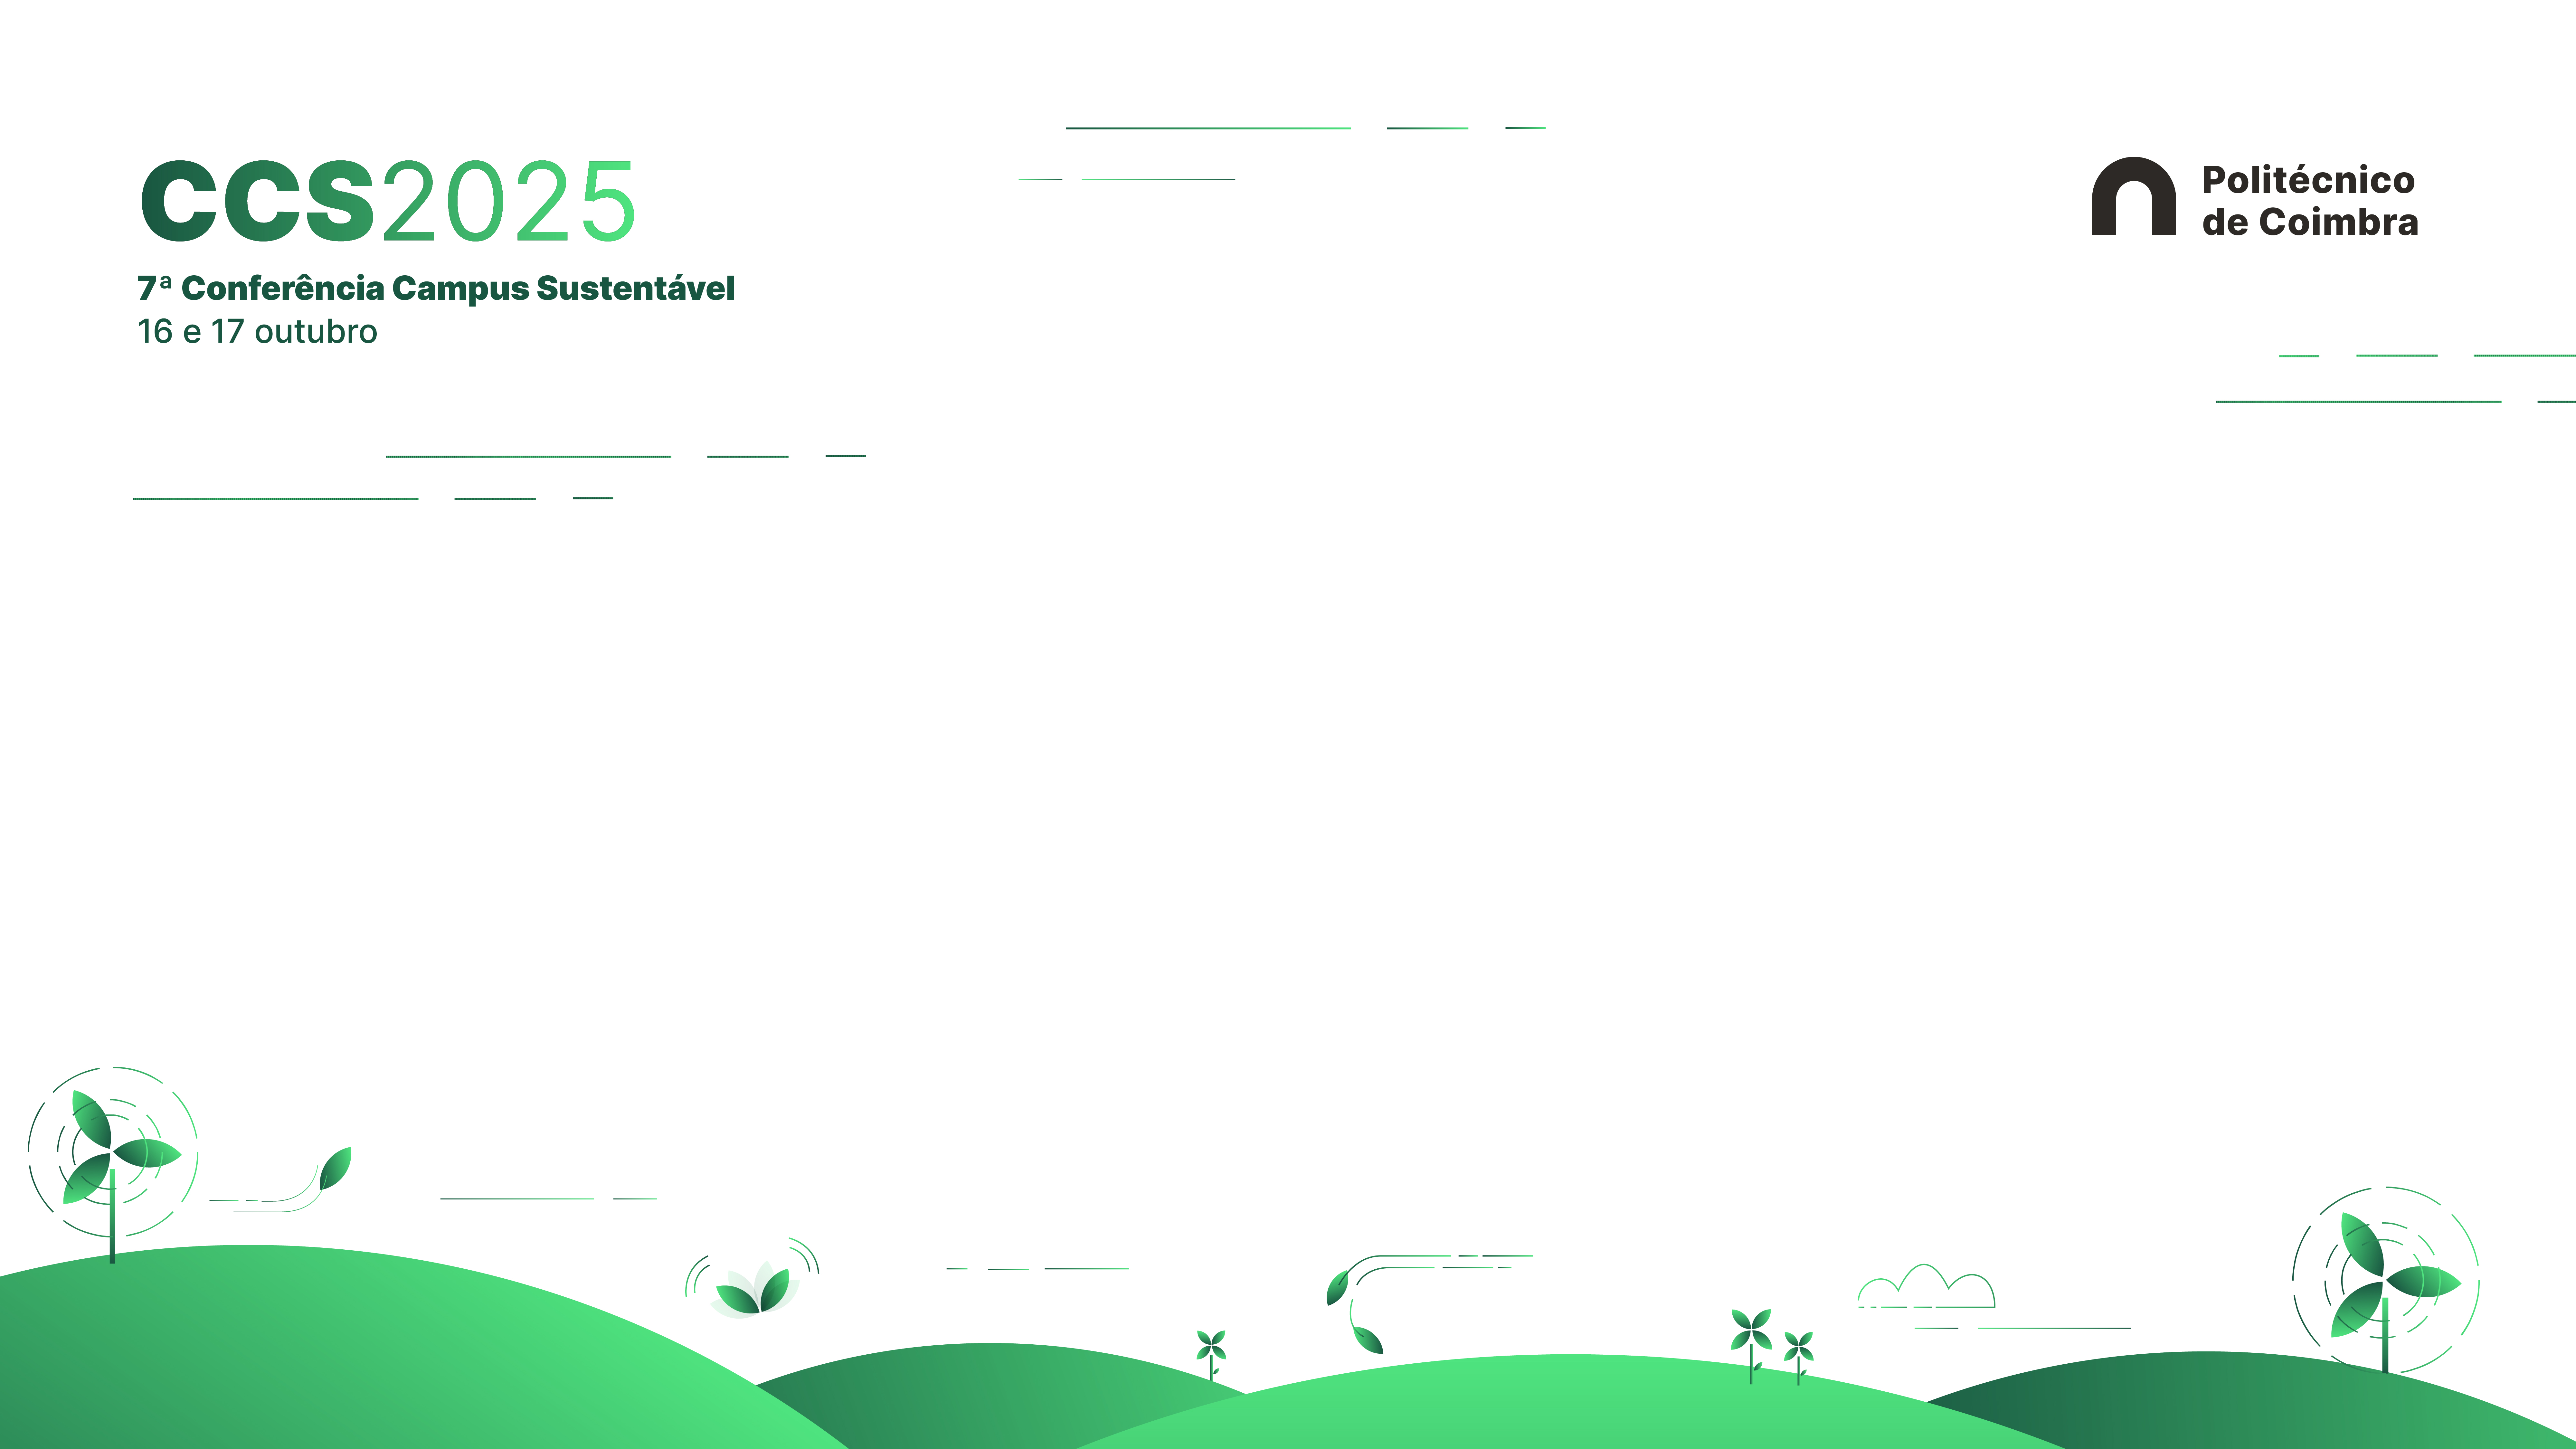 CCS2025
7ª Conferência Campus Sustentável
16 e 17 outubro
Politécnico
de Coimbra